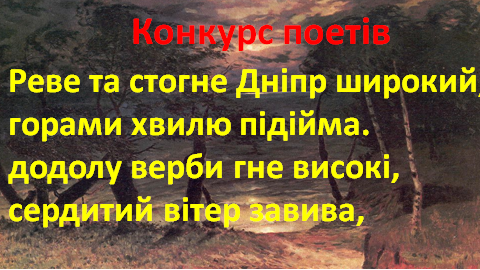 Конкурс поетів
Реве та стогне Дніпр широкий,
горами хвилю підійма.
додолу верби гне високі,
сердитий вітер завива,